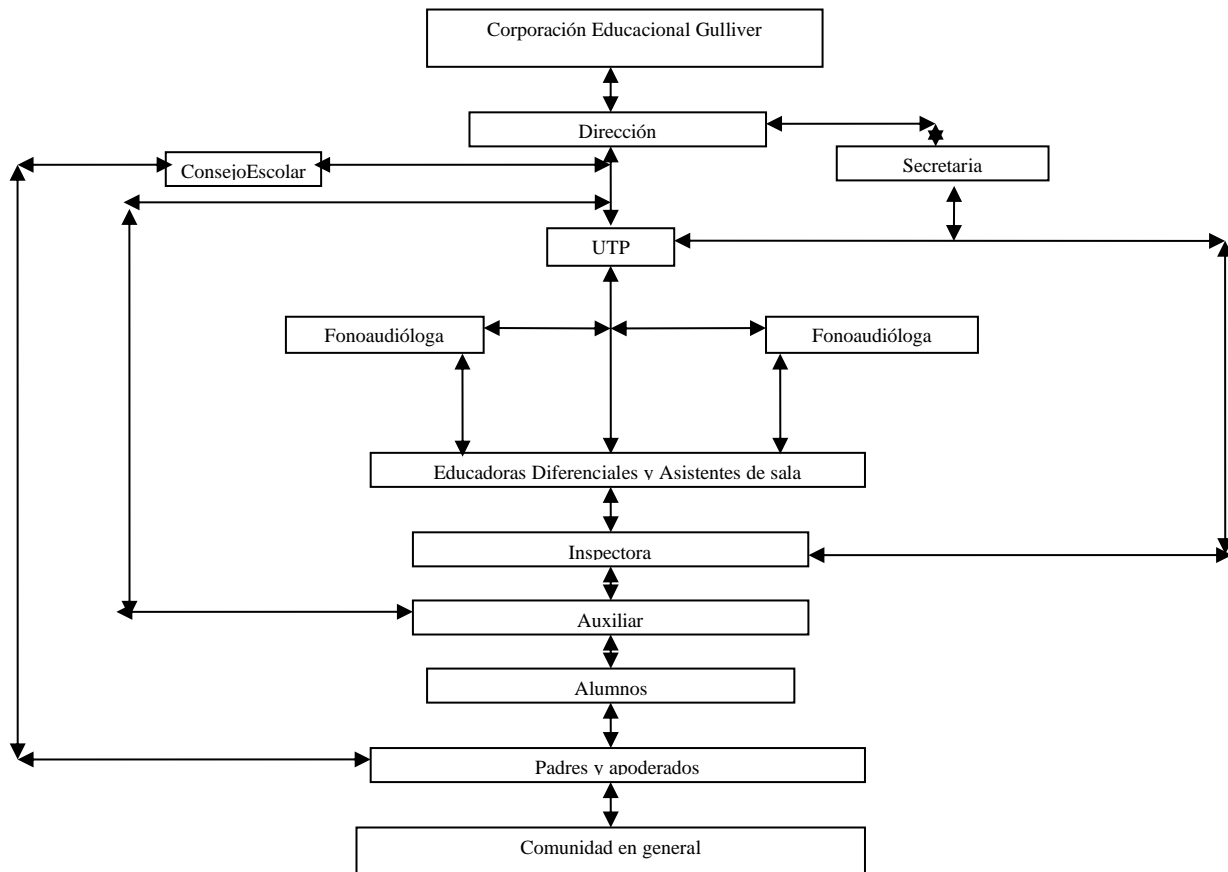 Corporación Educacional Gulliver
Dirección
ConsejoEscolar
Secretaria
UTP
Fonoaudióloga
Fonoaudióloga
Educadoras Diferenciales y Asistentes de sala
Inspectora
Auxiliar
Alumnos
Padres y apoderados
Comunidad en general